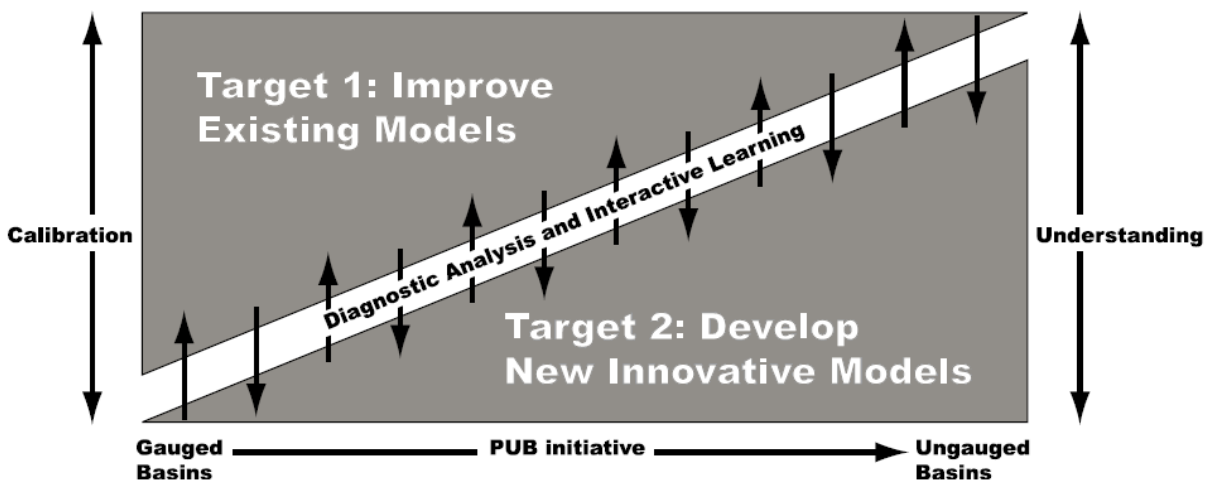 Target 1: Improve
Existing Models
Calibration
Diagnostic Analysis and Interactive Learning
Understanding
Target 2: Develop
New Innovative Models
Gauged
Basins
PUB initiative
Ungauged
Basins